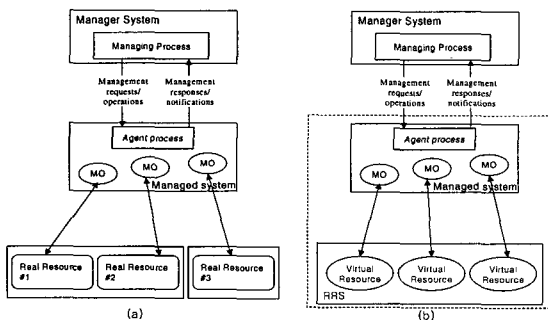 Manager System
Managing Process
Management
requests/
operations
Management
responses/
notifications
Agent process
MO
MO
MO
Managed system
Real Resource
#1
Real Resource
#2
Real Resource
#3
(a)
Manager System
Managing Process
Management
requests/
operations
Management
responses/
notifications
Agent process
MO
MO
MO
Managed system
Virtual
Resource
Virtual
Resource
Virtual
Resource
RRS
(b)